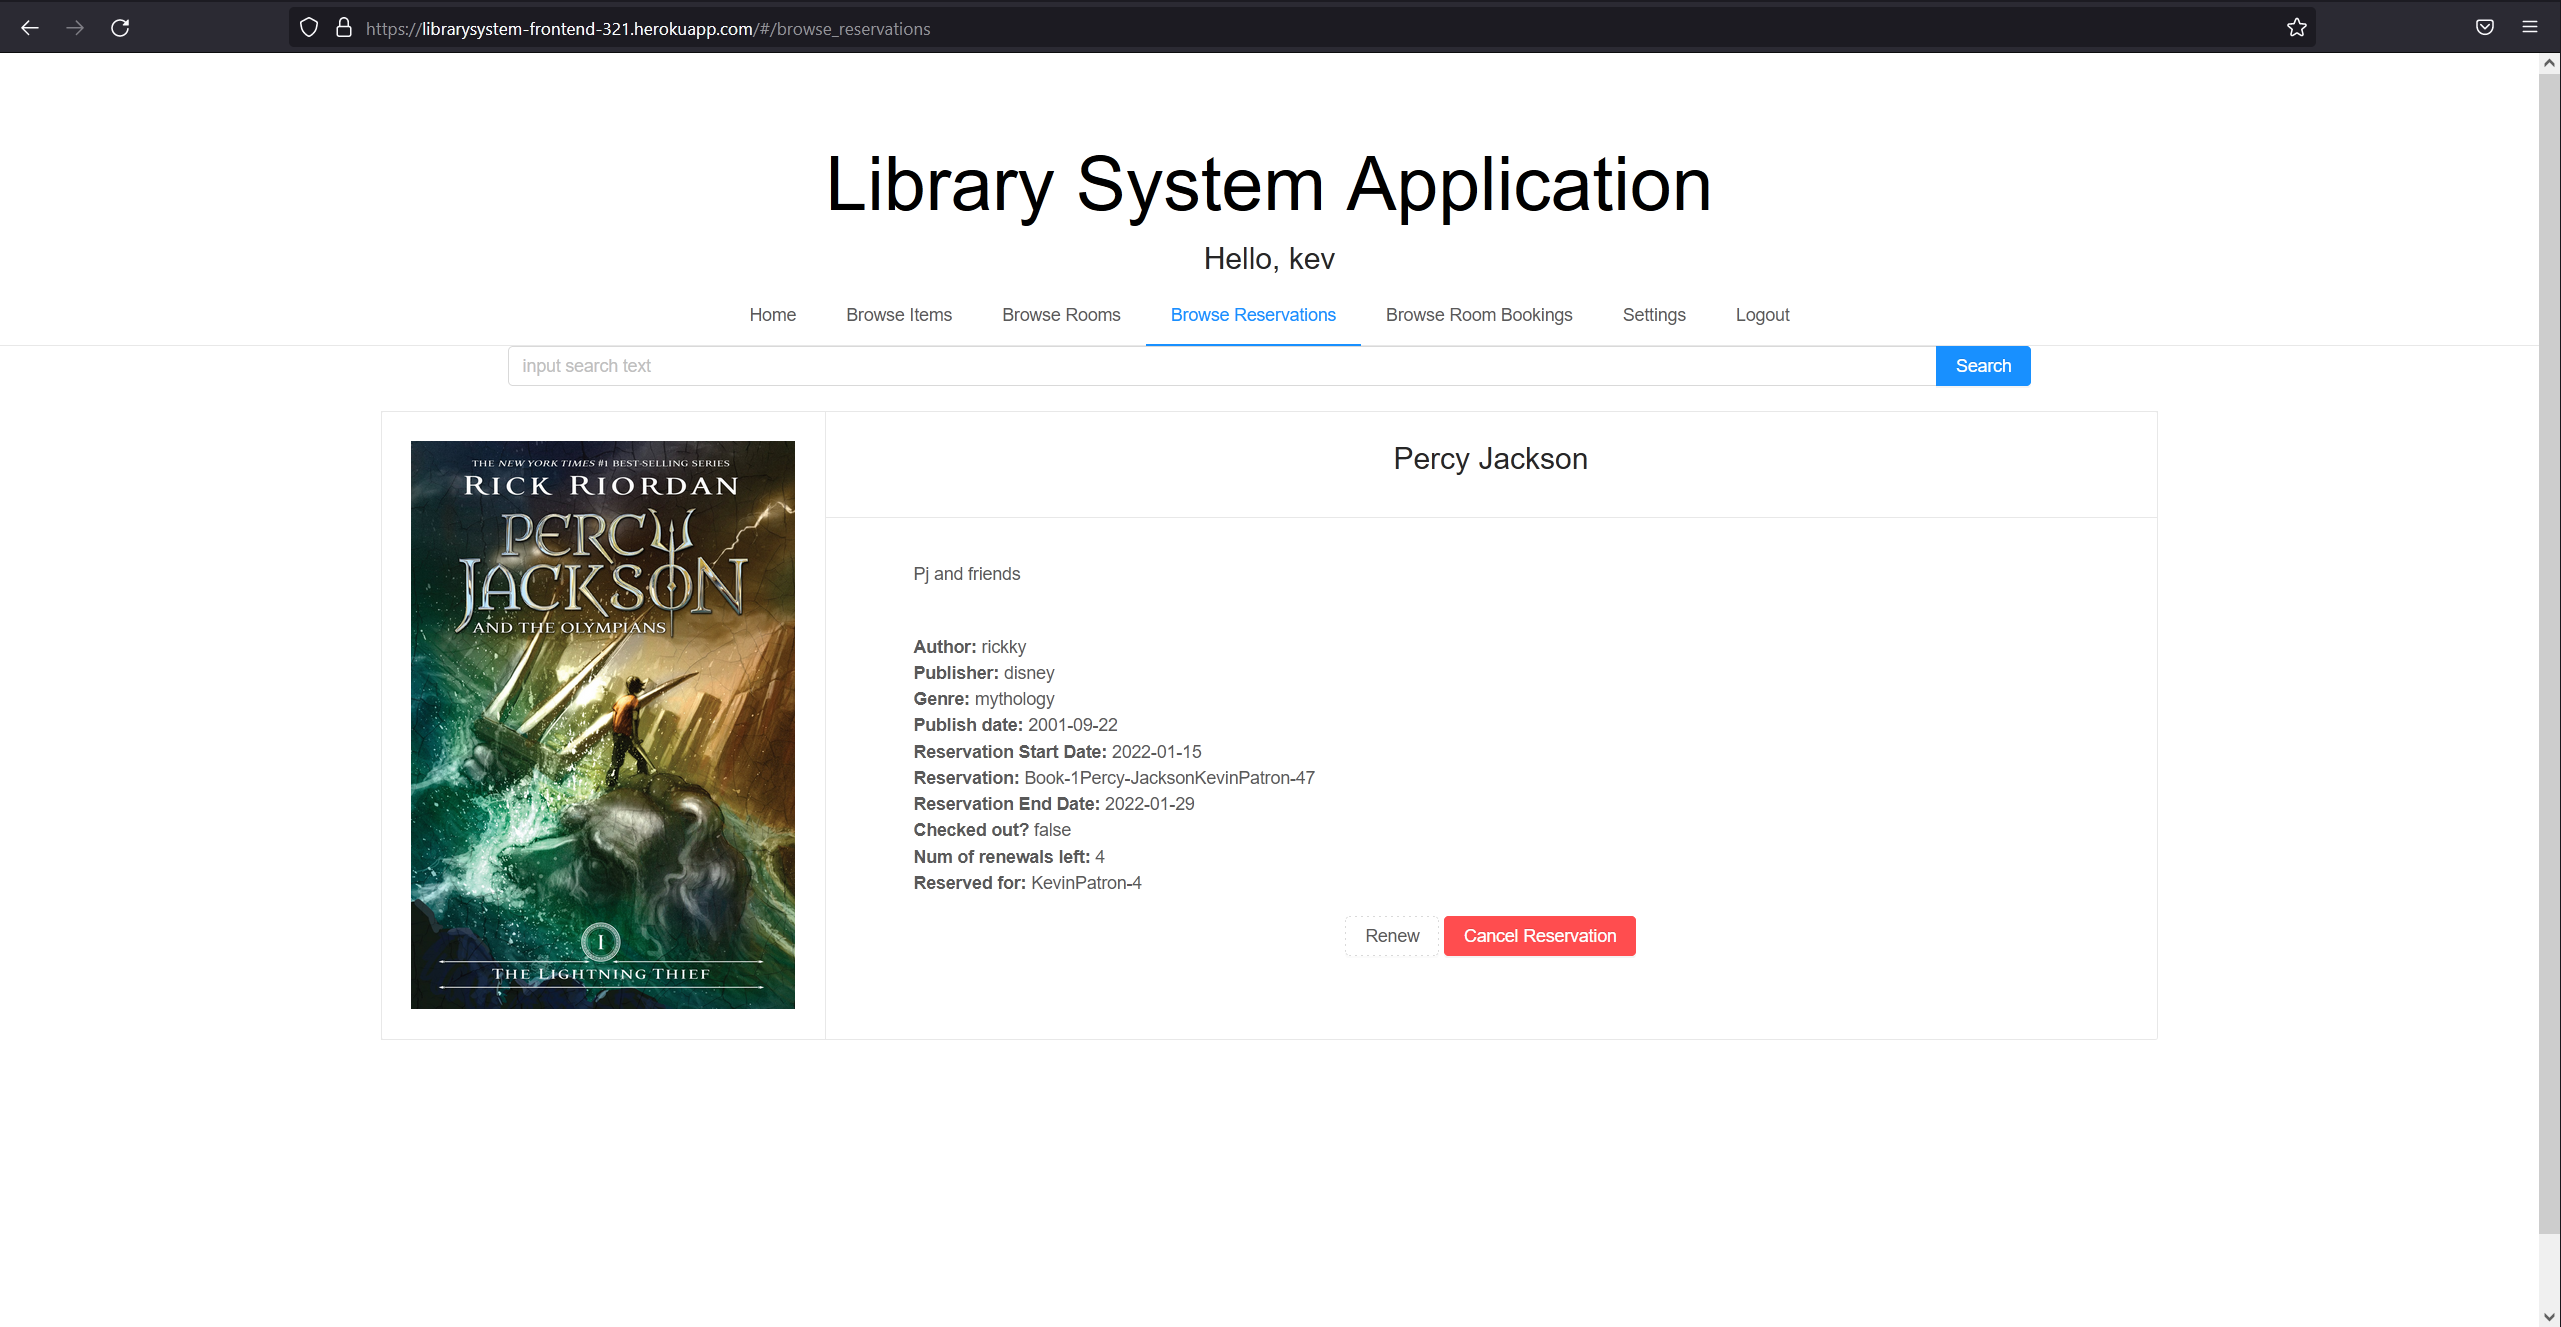 https://librarysystem-frontend-321.herokuapp.com/#/browse_reservations
Library System Application
Hello, kev
Home Browse Items Browse Rooms Browse Reservations Browse Room Bookings Settings Logout
input search text Search
THE NEW YORK TIMES #1 BEST-SELLING SERIES
RICK RIORDAN
PERCY
JACKSON
AND THE OLYMPIANS
I
THE LIGHTNING THIEF
Percy Jackson
Pj and friends
Author: rickky
Publisher: disney
Genre: mythology
Publish date: 2001-09-22
Reservation Start Date: 2022-01-15
Reservation: Book-1Percy-JacksonKevinPatron-47
Reservation End Date: 2022-01-29
Checked out? false
Num of renewals left: 4
Reserved for: KevinPatron-4
Renew Cancel Reservation